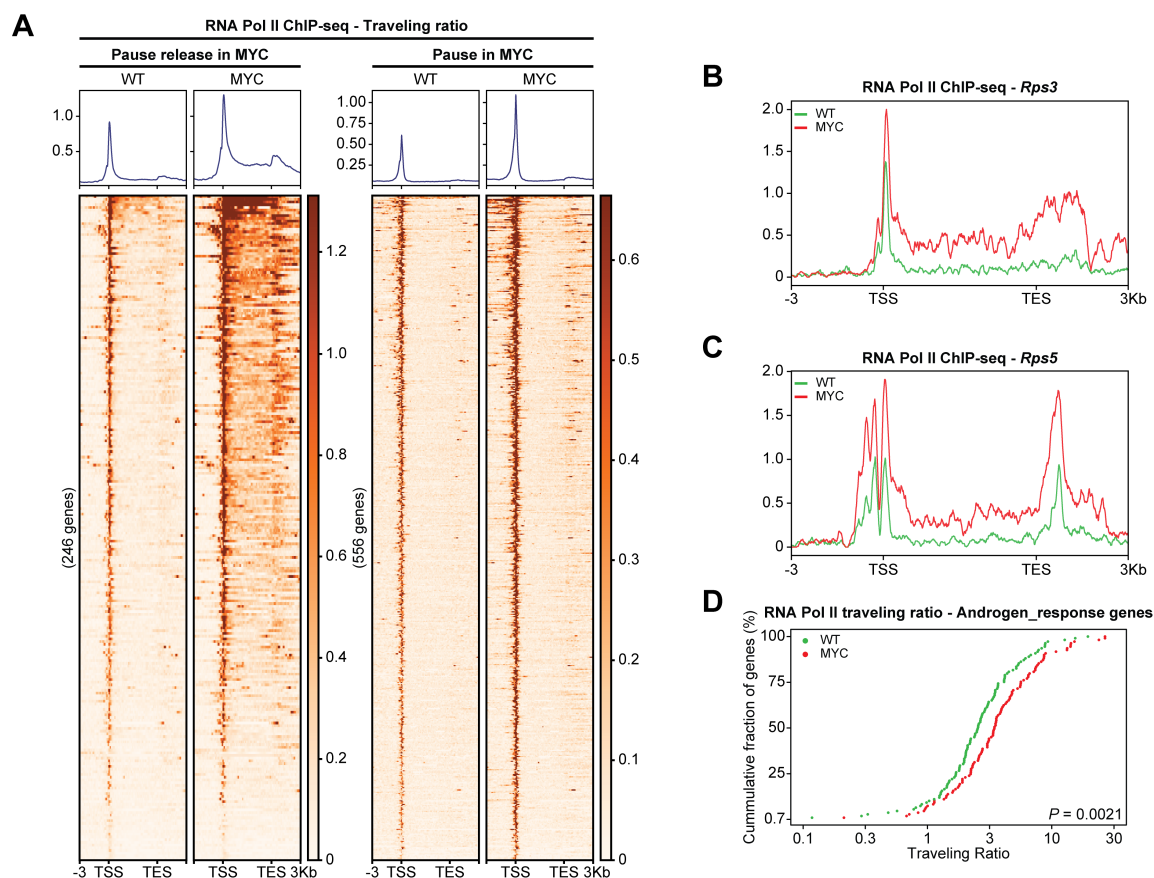 A
RNA Pol II ChIP-seq - Traveling ratio
Pause release in MYC
Pause in MYC
WT
MYC
WT
MYC
1.0
0.5
1.00
0.75
0.50
0.25
(246 genes)
1.2
1.0
0.8
0.6
0.4
0.2
0
(556 genes)
0.6
0.5
0.4
0.3
0.2
0.1
0
-3 TSS TES
TSS TES 3Kb
-3 TSS TES
TSS TES 3Kb
B
RNA Pol II ChIP-seq - Rps3
WT
MYC
2.0
1.5
1.0
0.5
0
-3 TSS TES 3Kb
C
RNA Pol II ChIP-seq - Rps5
WT
MYC
2.0
1.5
1.0
0.5
0
-3 TSS TES 3Kb
D
RNA Pol II traveling ratio - Androgen_response genes
WT
MYC
Cummulative fraction of genes (%)
100
75
50
25
0.7
P = 0.0021
0.1 0.3 1 3 10 30
Traveling Ratio